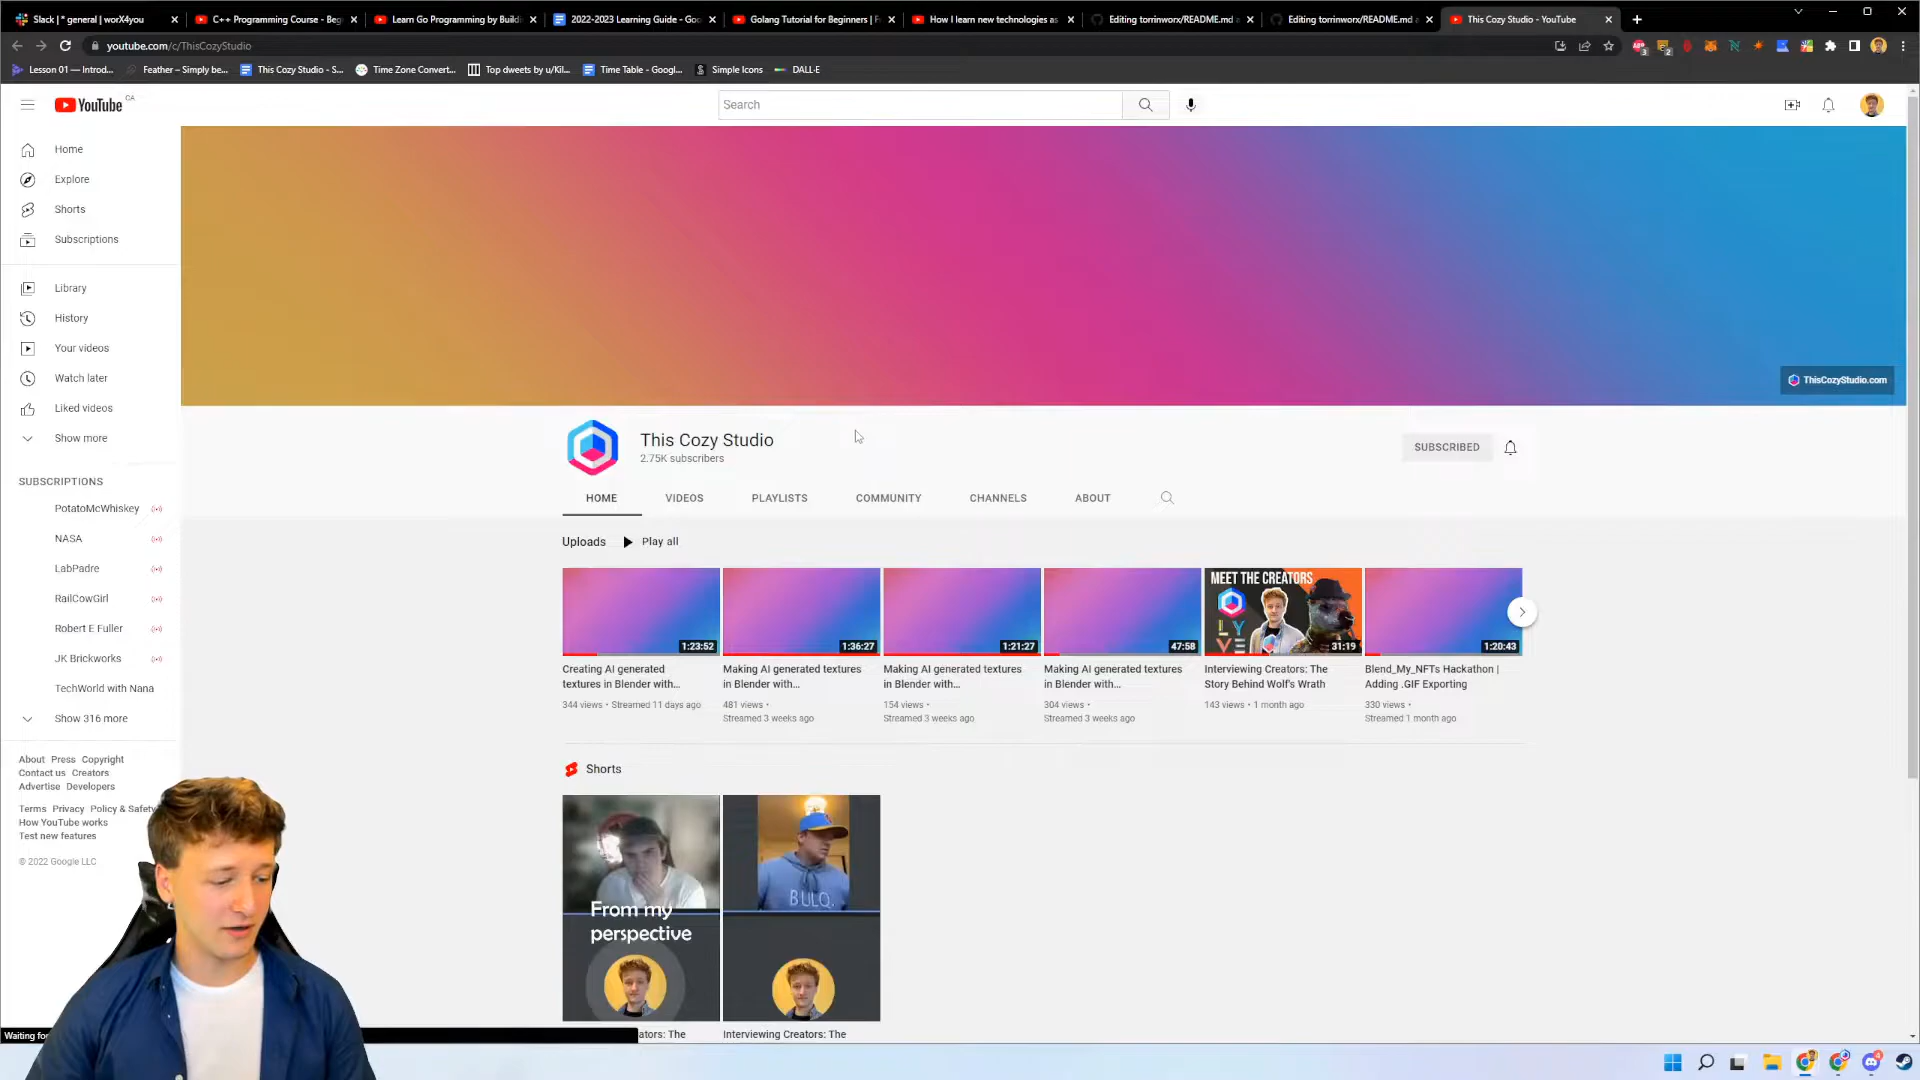 Slack | * general | worX4you
C++ Programming Course - Beg
Learn Go Programming by Build
2022-2023 Learning Guide - Goo
Golang Tutorial for Beginners | F
How I learn new technologies as
Editing torrinworx/README.md
Editing torrinworx/README.md
This Cozy Studio - YouTube
youtube.com/c/ThisCozyStudio
Lesson 01 — Introd...
Feather – Simply be...
This Cozy Studio - S...
Time Zone Convert...
Top dweets by u/Kil...
Time Table - Googl...
Simple Icons
DALL·E
YouTube CA
Search
Home
Explore
Shorts
Subscriptions
Library
History
Your videos
Watch later
Liked videos
Show more
SUBSCRIPTIONS
PotatoMcWhiskey
NASA
LabPadre
RailCowGirl
Robert E Fuller
JK Brickworks
TechWorld with Nana
Show 316 more
About Press Copyright
Contact us Creators
Advertise Developers
Terms Privacy Policy & Safety
How YouTube works
Test new features
© 2022 Google LLC
Waiting for
ThisCozyStudio.com
This Cozy Studio
2.75K subscribers
SUBSCRIBED
HOME
VIDEOS
PLAYLISTS
COMMUNITY
CHANNELS
ABOUT
Uploads
Play all
1:23:52
Creating AI generated
textures in Blender with...
344 views • Streamed 11 days ago
1:36:27
Making AI generated textures
in Blender with...
481 views •
Streamed 3 weeks ago
1:21:27
Making AI generated textures
in Blender with...
154 views •
Streamed 3 weeks ago
47:58
Making AI generated textures
in Blender with...
304 views •
Streamed 3 weeks ago
MEET THE CREATORS
LY
VE
31:19
Interviewing Creators: The
Story Behind Wolf's Wrath
143 views • 1 month ago
1:20:43
Blend_My_NFTs Hackathon |
Adding .GIF Exporting
330 views •
Streamed 1 month ago
Shorts
From my
perspective
BULQ.
ators: The
Interviewing Creators: The